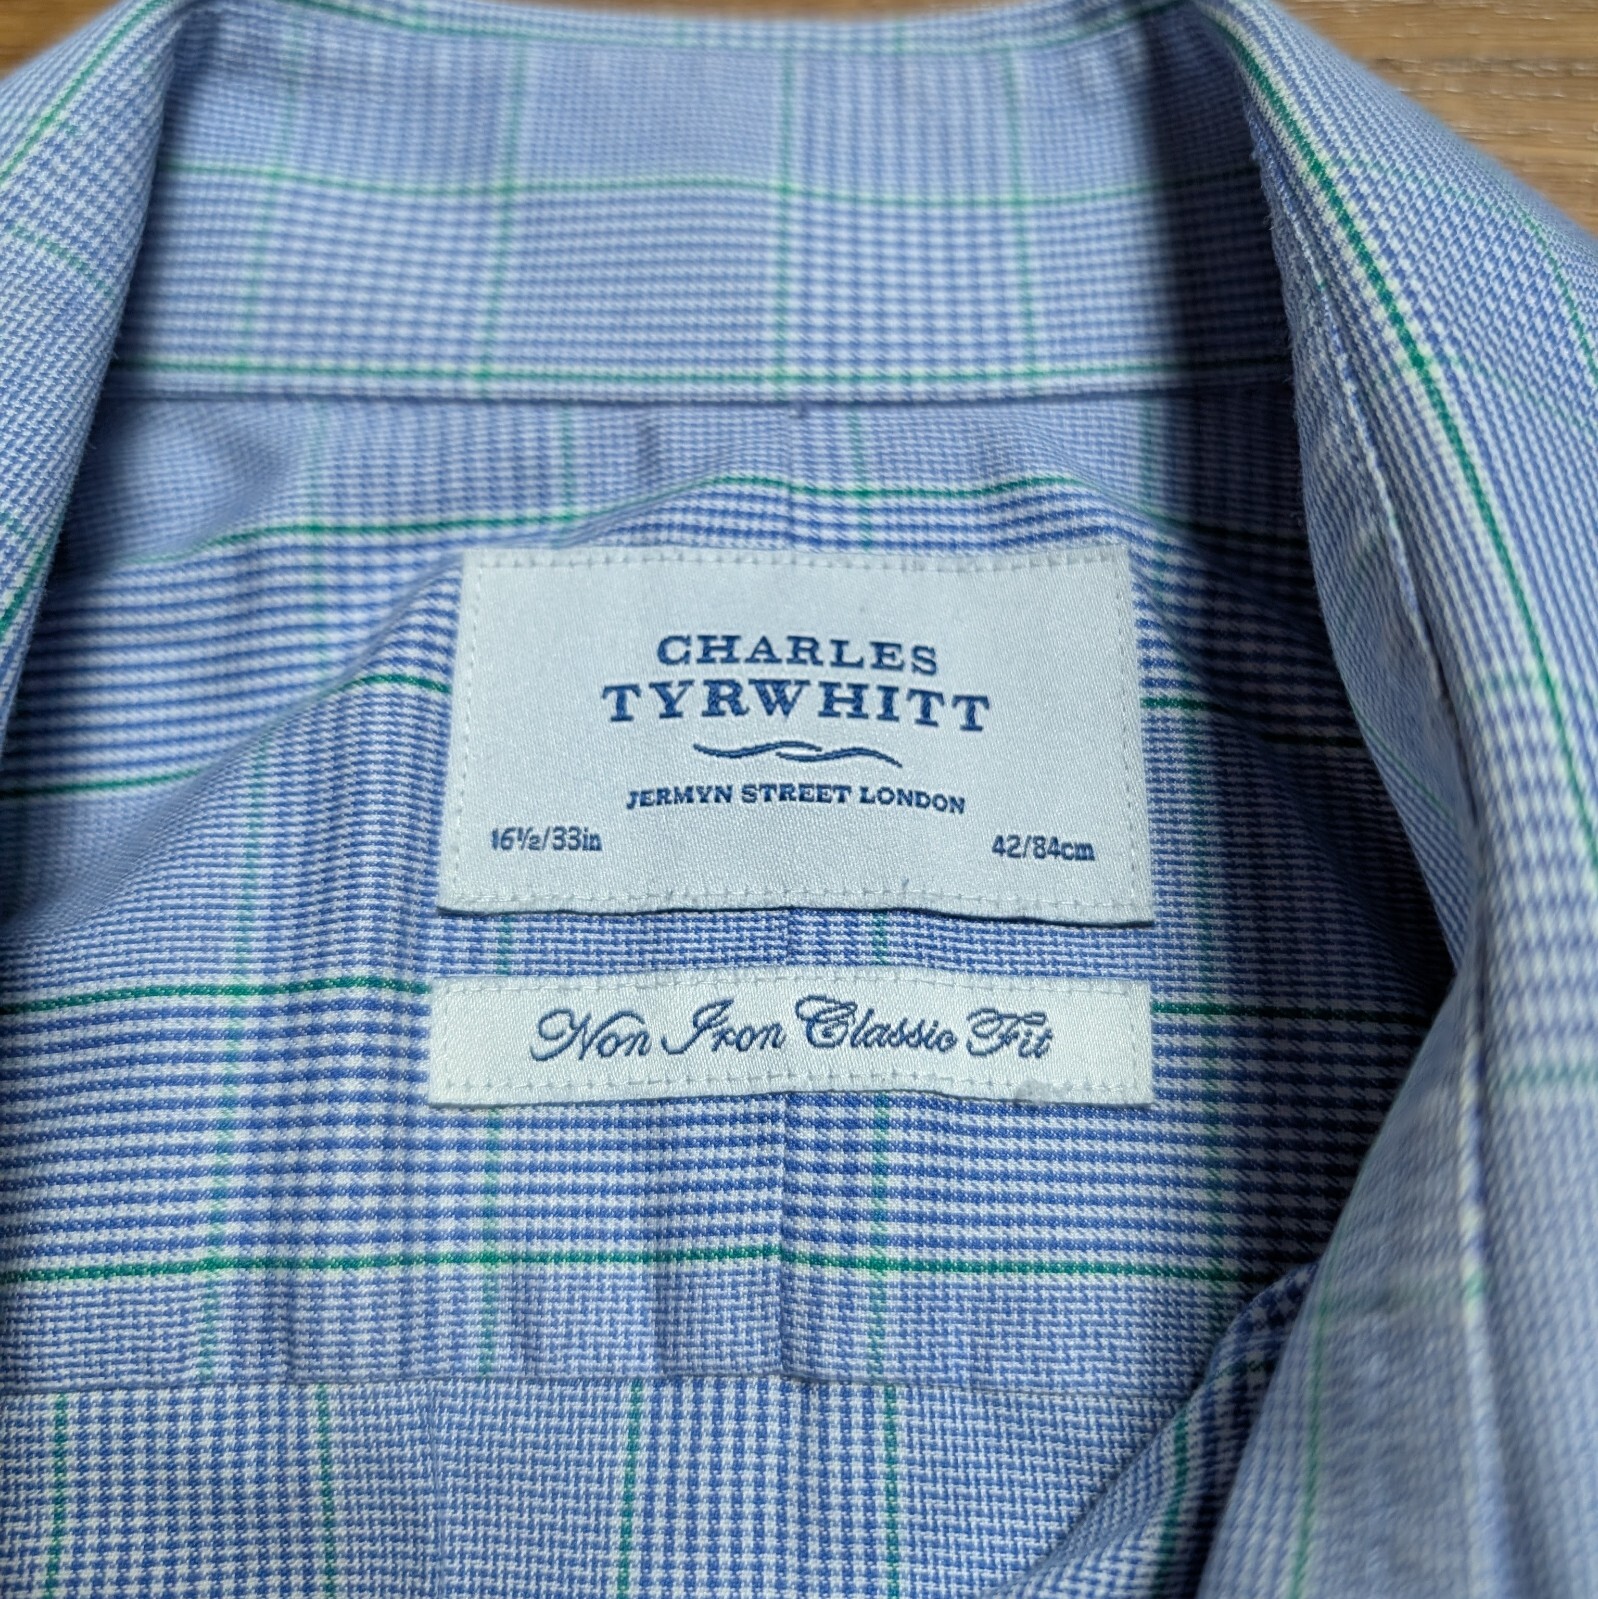 CHARLES
TYRWHITT
JERMYN STREET LONDON
16½/33in 42/84cm
Non Iron Classic Fit